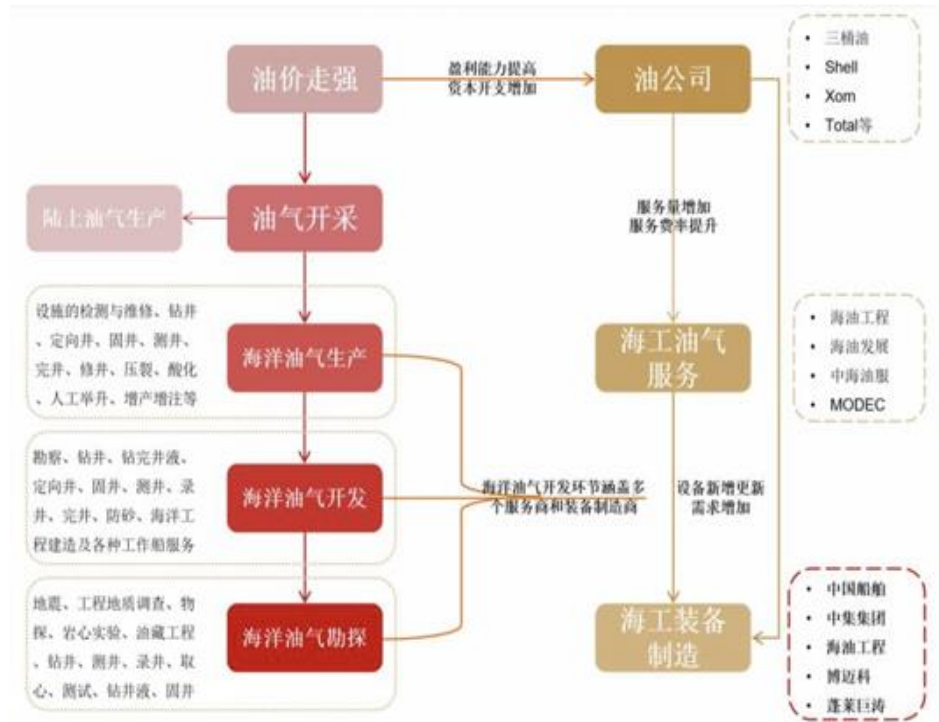 油价走强
盈利能力提高
资本开支增加
油公司
• 三桶油
• Shell
• Xom
• Total等
陆上油气生产
油气开采
服务量增加
服务费率提升
设施的检测与维修、钻井
、定向井、固井、测井、
完井、修井、压裂、酸化
、人工举升、增产增注等
海洋油气生产
海工油气
服务
• 海油工程
• 海油发展
• 中海油服
• MODEC
勘察、钻井、钻完井液、
定向井、固井、测井、录
井、完井、防砂、海洋工
程建造及各种工作船服务
海洋油气开发
海洋油气开发环节涵盖多
个服务商和装备制造商
设备新增更新
需求增加
地震、工程地质调查、物
探、岩心实验、油藏工程
、钻井、测井、录井、取
心、测试、钻井液、固井
海洋油气勘探
海工装备
制造
• 中国船舶
• 中集集团
• 海油工程
• 博迈科
• 蓬莱巨涛